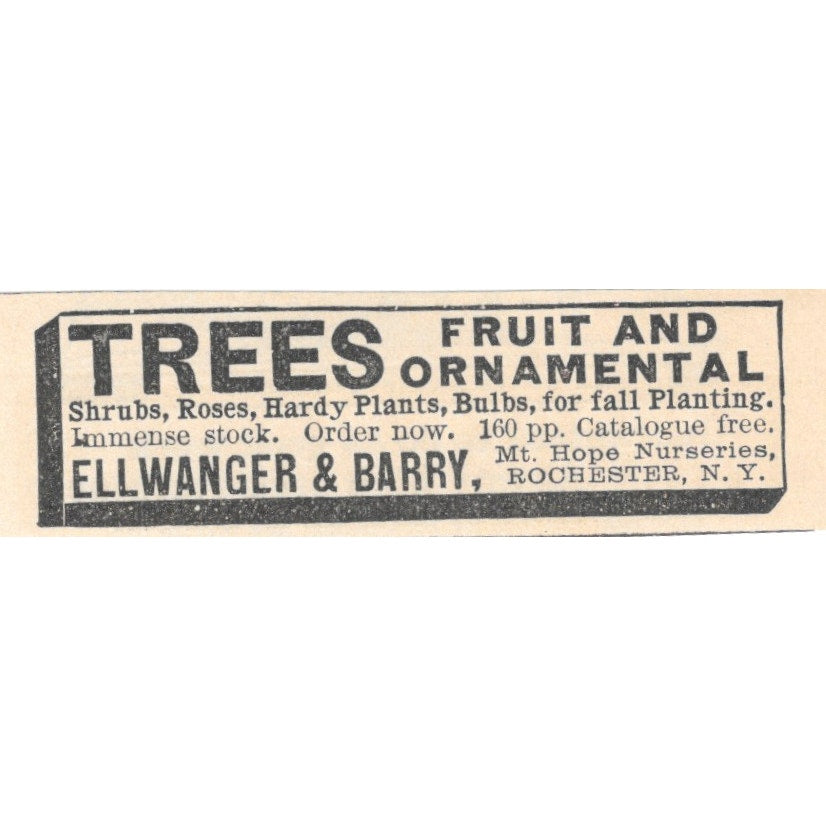 TREES FRUIT AND ORNAMENTAL
Shrubs, Roses, Hardy Plants, Bulbs, for fall Planting.
Immense stock. Order now. 160 pp. Catalogue free.
ELLWANGER & BARRY, Mt. Hope Nurseries,
ROCHESTER, N. Y.